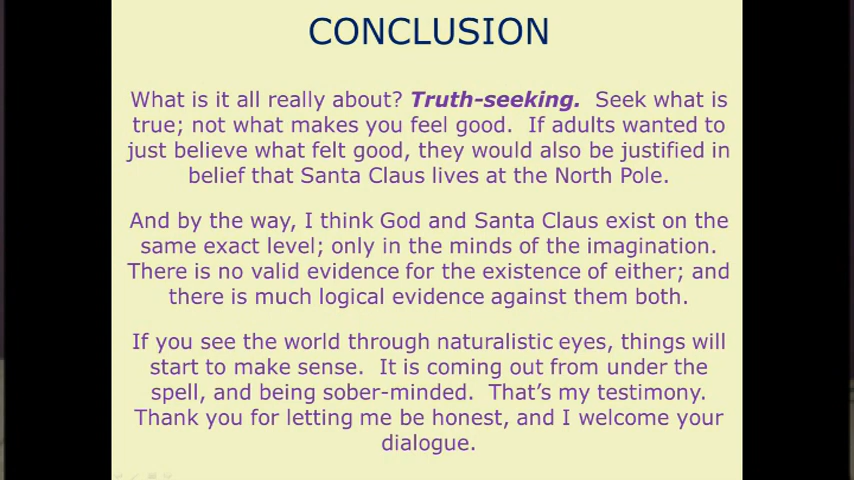 CONCLUSION
What is it all really about? Truth-seeking. Seek what is
true; not what makes you feel good. If adults wanted to
just believe what felt good, they would also be justified in
belief that Santa Claus lives at the North Pole.
And by the way, I think God and Santa Claus exist on the
same exact level; only in the minds of the imagination.
There is no valid evidence for the existence of either; and
there is much logical evidence against them both.
If you see the world through naturalistic eyes, things will
start to make sense. It is coming out from under the
spell, and being sober-minded. That’s my testimony.
Thank you for letting me be honest, and I welcome your
dialogue.